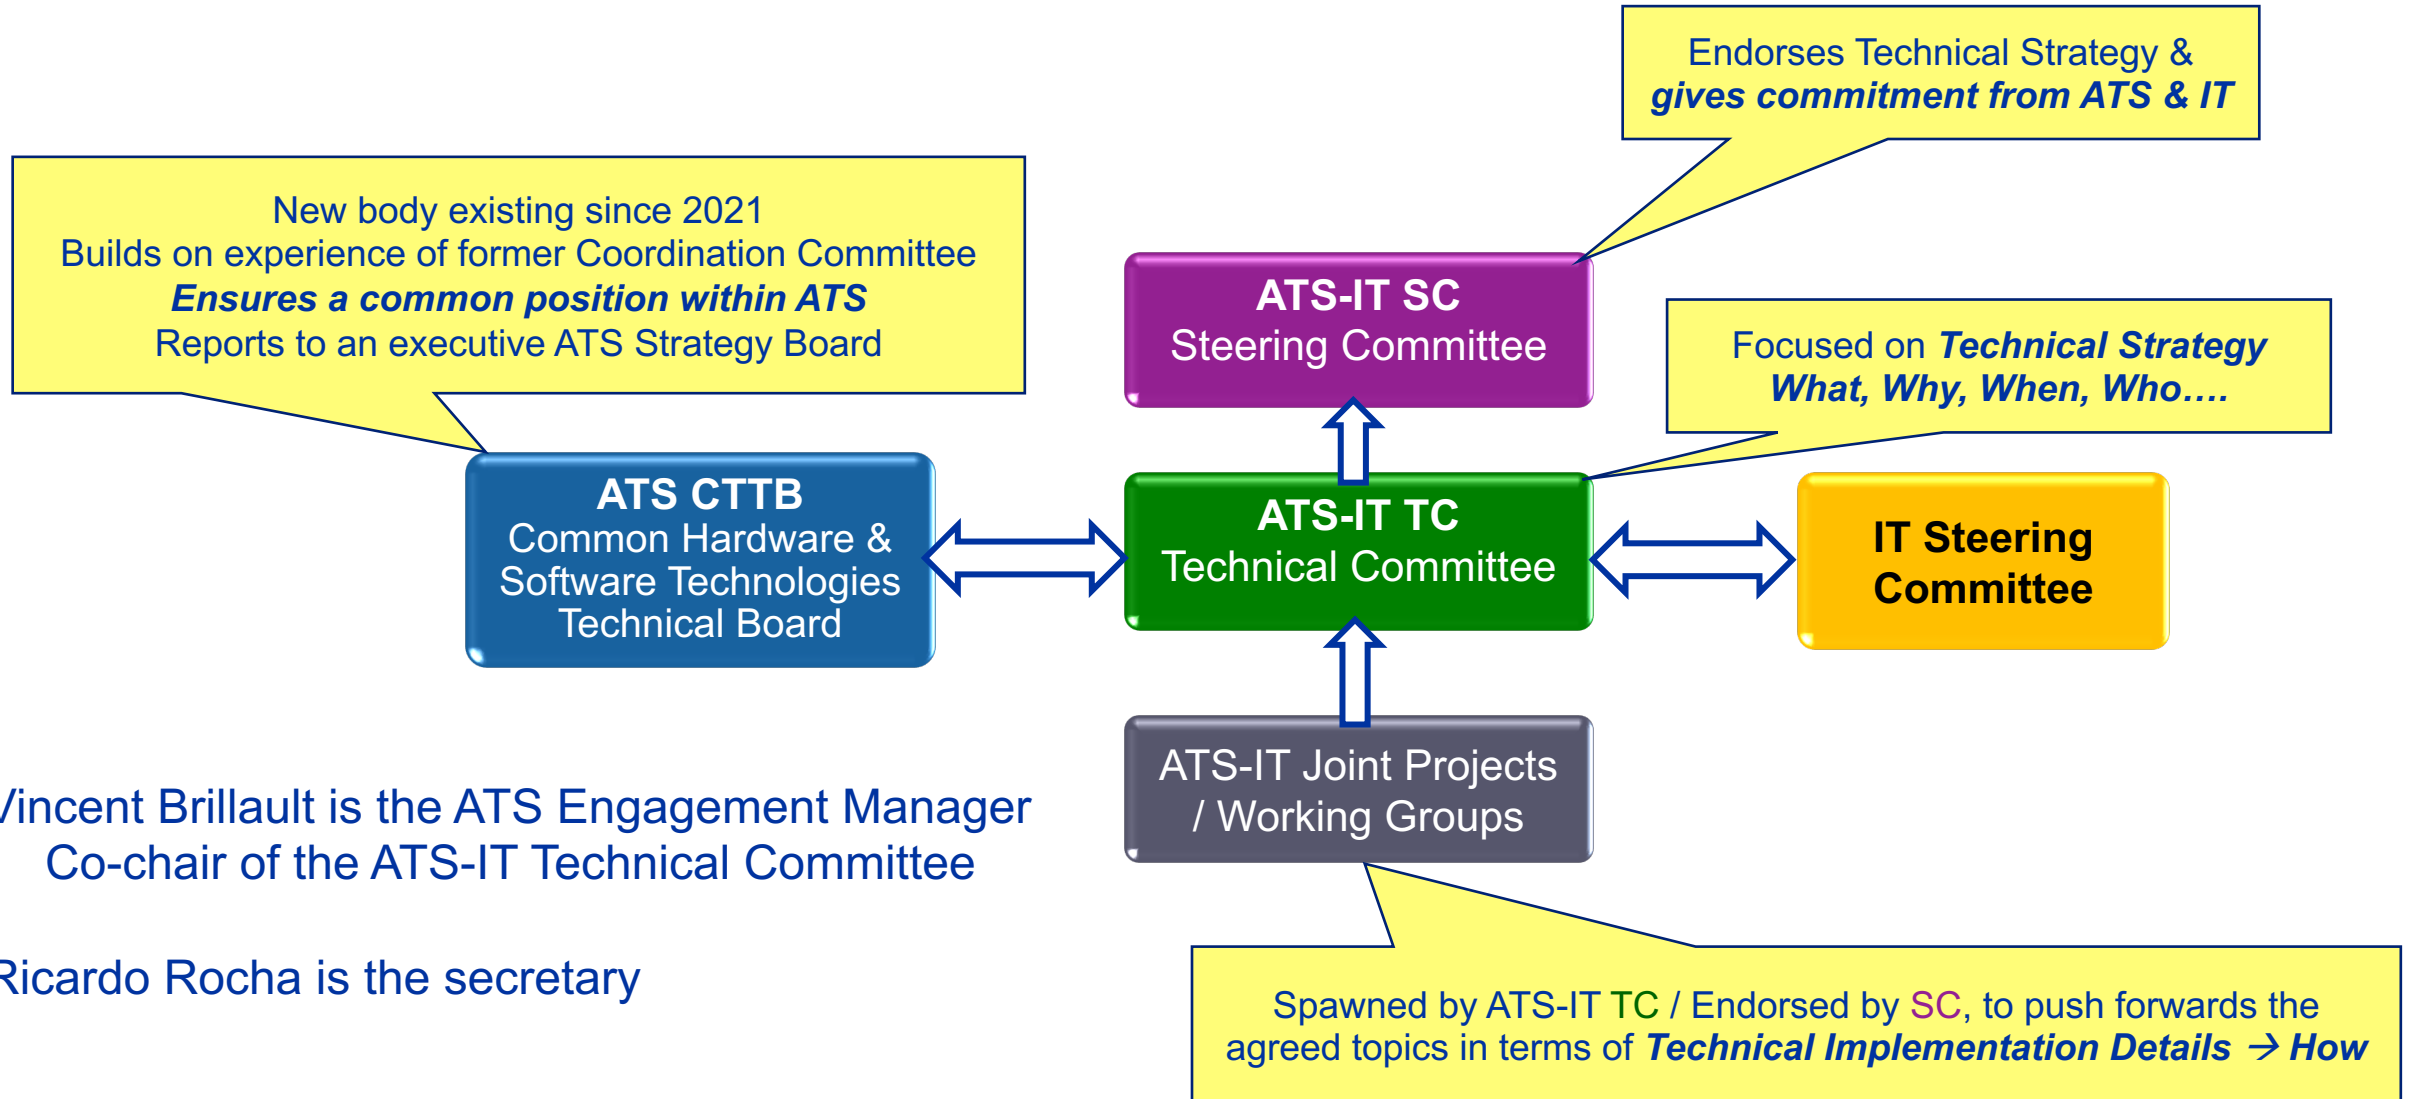 Endorses Technical Strategy &
gives commitment from ATS & IT
New body existing since 2021
Builds on experience of former Coordination Committee
Ensures a common position within ATS
Reports to an executive ATS Strategy Board
ATS-IT SC
Steering Committee
Focused on Technical Strategy
What, Why, When, Who....
ATS CTTB
Common Hardware &
Software Technologies
Technical Board
ATS-IT TC
Technical Committee
IT Steering
Committee
ATS-IT Joint Projects
/ Working Groups
Vincent Brillault is the ATS Engagement Manager
Co-chair of the ATS-IT Technical Committee
Ricardo Rocha is the secretary
Spawned by ATS-IT TC / Endorsed by SC, to push forwards the
agreed topics in terms of Technical Implementation Details → How